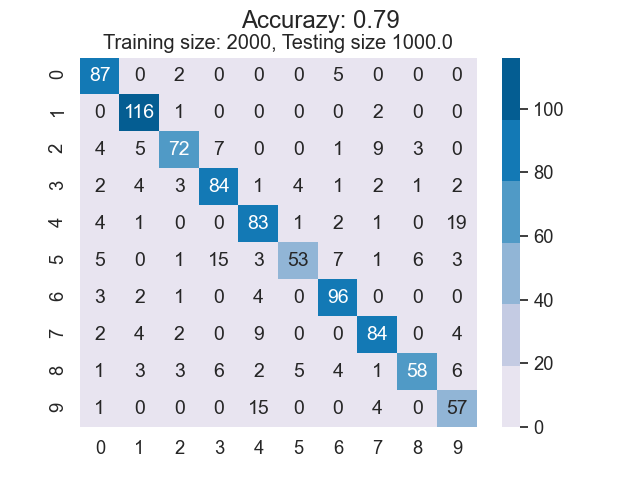 Accurazy: 0.79
Training size: 2000, Testing size 1000.0
0 87 0 2 0 0 0 5 0 0 0
1 0 116 1 0 0 0 0 2 0 0
2 4 5 72 7 0 0 1 9 3 0
3 2 4 3 84 1 4 1 2 1 2
4 4 1 0 0 83 1 2 1 0 19
5 5 0 1 15 3 53 7 1 6 3
6 3 2 1 0 4 0 96 0 0 0
7 2 4 2 0 9 0 0 84 0 4
8 1 3 3 6 2 5 4 1 58 6
9 1 0 0 0 15 0 0 4 0 57
0 1 2 3 4 5 6 7 8 9
100
80
60
40
20
0